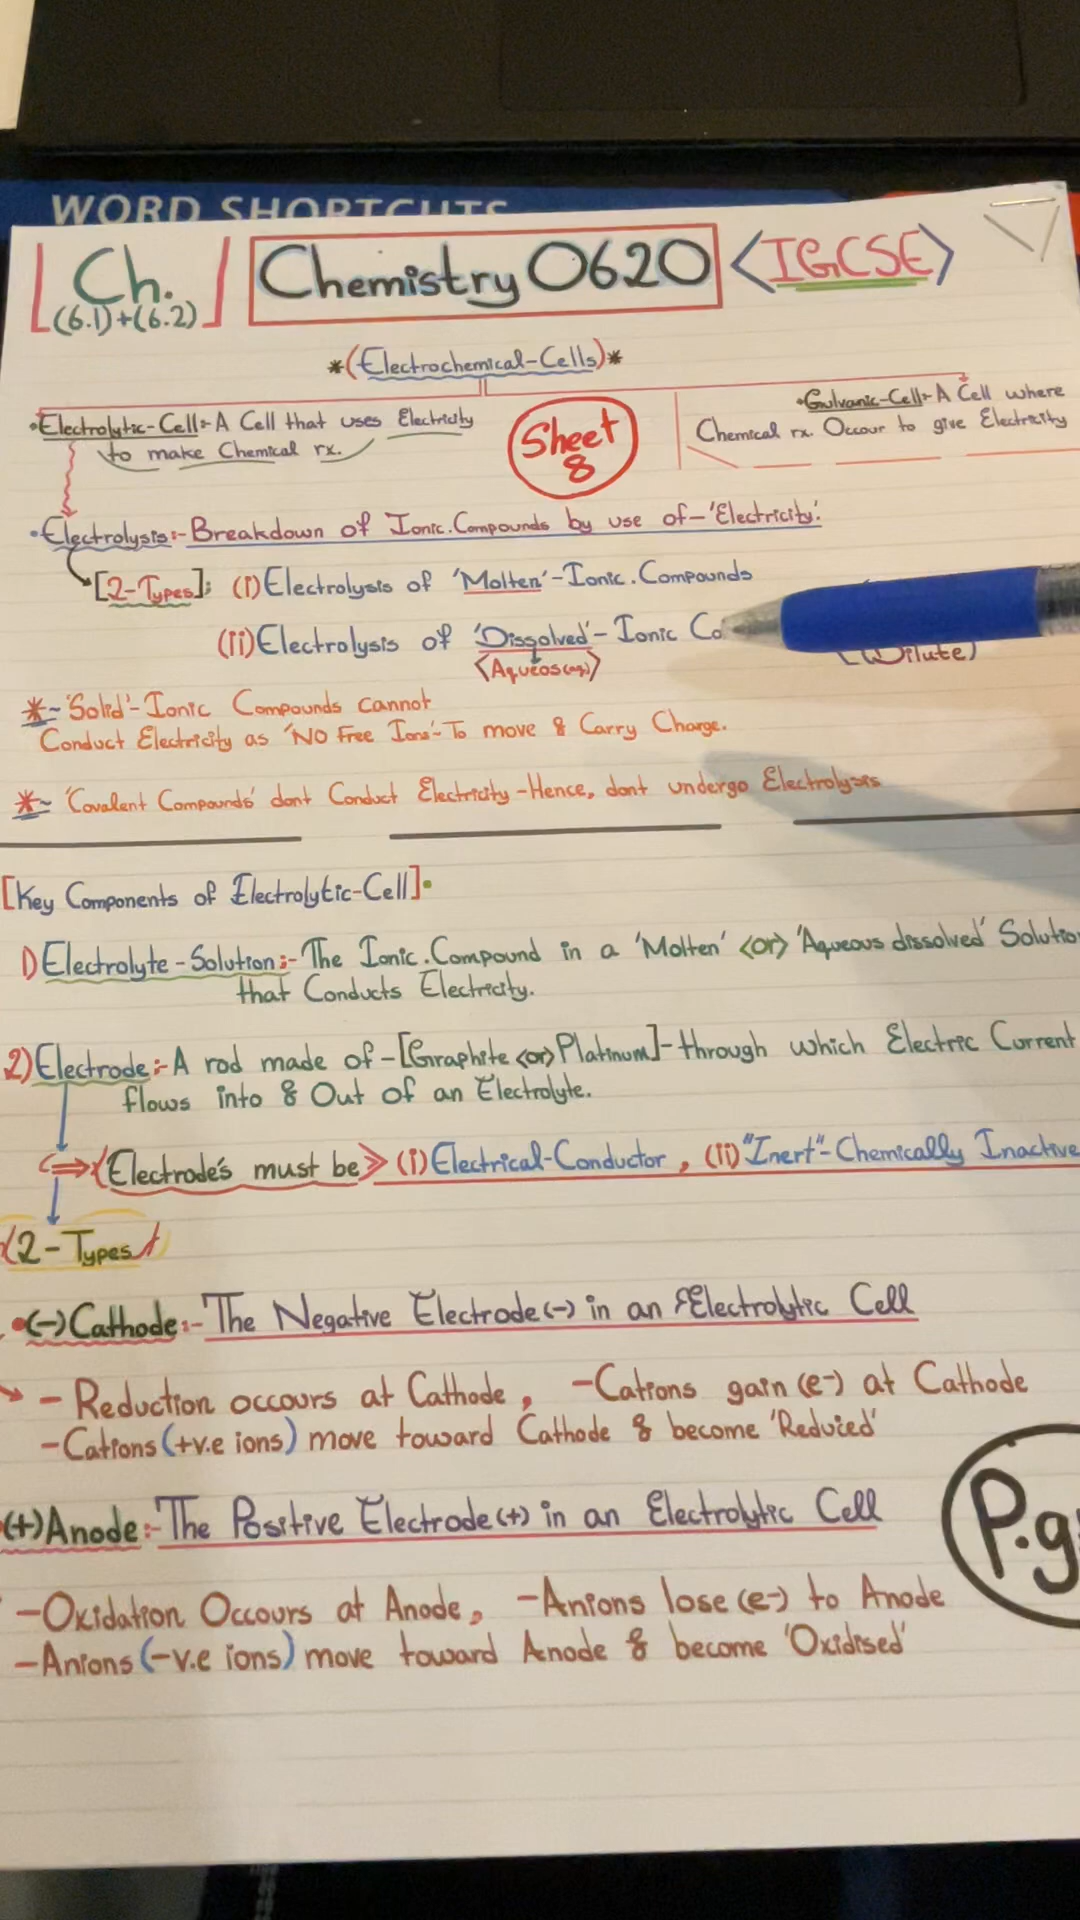 WORD SHORTCUTS
Ch.
(6.1)+(6.2)
Chemistry 0620
<IGCSE>
*(Electrochemical-Cells)*
•Electrolytic-Cell:- A Cell that uses Electricity
to make Chemical rx.
Sheet
8
•Galvanic-Cell:- A Cell where
Chemical rx. Occour to give Electricity
•Electrolysis:- Breakdown of Ionic.Compounds by use of-'Electricity'.
[2-Types]: (i) Electrolysis of 'Molten'-Ionic.Compounds
(ii) Electrolysis of 'Dissolved'- Ionic Co
<Aqueos(aq)>
(Dilute)
*~'Solid'-Ionic Compounds cannot
Conduct Electricity as 'NO Free Ions'-To move & Carry Charge.
*~ 'Covalent Compounds' dont Conduct Electricity-Hence, dont undergo Electrolysis
[Key Components of Electrolytic-Cell]•
1) Electrolyte-Solution:- The Ionic.Compound in a 'Molten' <or> 'Aqueous dissolved' Solutio
that Conducts Electricity.
2) Electrode:- A rod made of-[Graphite <or> Platinum]-through which Electric Current
flows into & Out of an Electrolyte.
⇒{Electrode's must be≫ (i) Electrical-Conductor, (ii) "Inert"-Chemically Inactive
2-Types
•(-)Cathode:- The Negative Electrode(-) in an Electrolytic Cell
- Reduction occours at Cathode, -Cations gain (e-) at Cathode
-Cations(+v.e ions) move toward Cathode & become 'Reduced'
(+)Anode:- The Positive Electrode(+) in an Electrolytic Cell
P.g
-Oxidation Occours at Anode, -Anions lose (e-) to Anode
-Anions(-v.e ions) move toward Anode & become 'Oxidised'